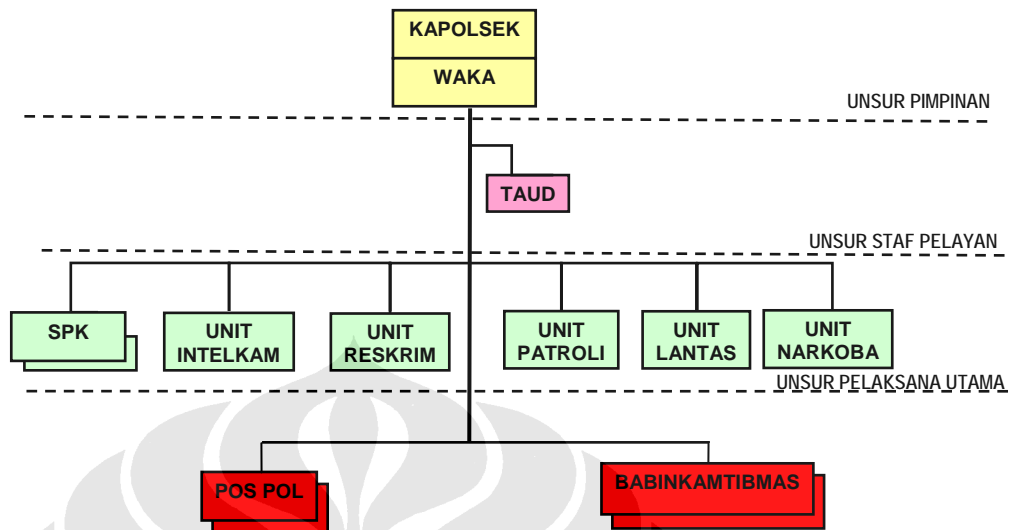 KAPOLSEK
WAKA
UNSUR PIMPINAN
TAUD
UNSUR STAF PELAYAN
SPK
UNIT
INTELKAM
UNIT
RESKRIM
UNIT
PATROLI
UNIT
LANTAS
UNIT
NARKOBA
UNSUR PELAKSANA UTAMA
POS POL
BABINKAMTIBMAS